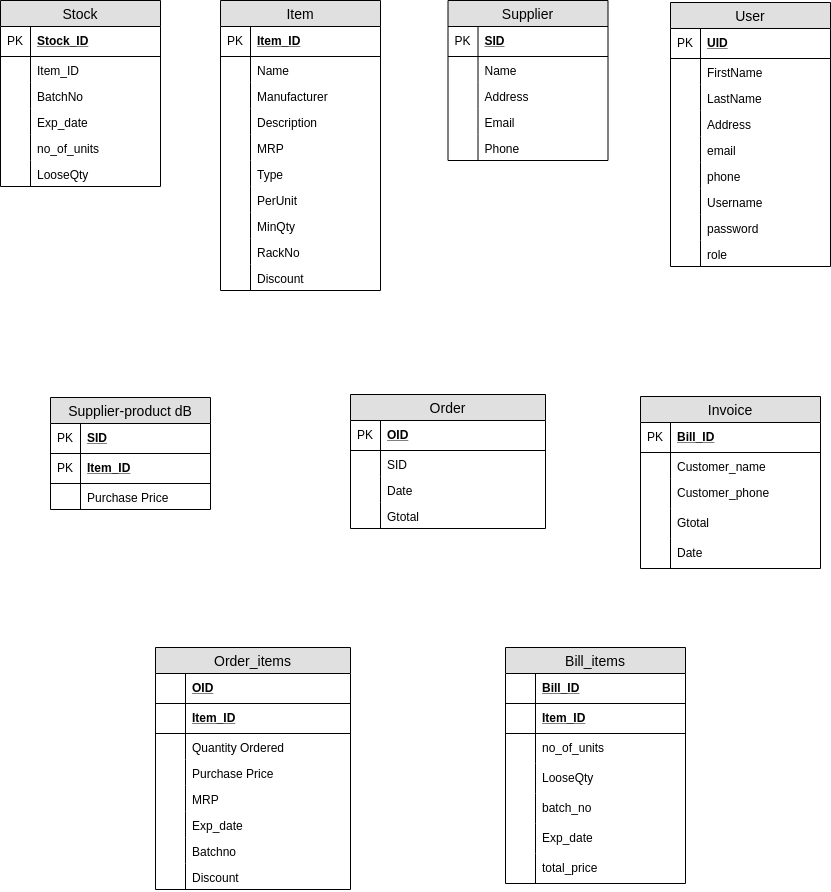 Stock
PK Stock_ID
Item_ID
BatchNo
Exp_date
no_of_units
LooseQty
Item
PK Item_ID
Name
Manufacturer
Description
MRP
Type
PerUnit
MinQty
RackNo
Discount
Supplier
PK SID
Name
Address
Email
Phone
User
PK UID
FirstName
LastName
Address
email
phone
Username
password
role
Supplier-product dB
PK SID
PK Item_ID
Purchase Price
Order
PK OID
SID
Date
Gtotal
Invoice
PK Bill_ID
Customer_name
Customer_phone
Gtotal
Date
Order_items
OID
Item_ID
Quantity Ordered
Purchase Price
MRP
Exp_date
Batchno
Discount
Bill_items
Bill_ID
Item_ID
no_of_units
LooseQty
batch_no
Exp_date
total_price